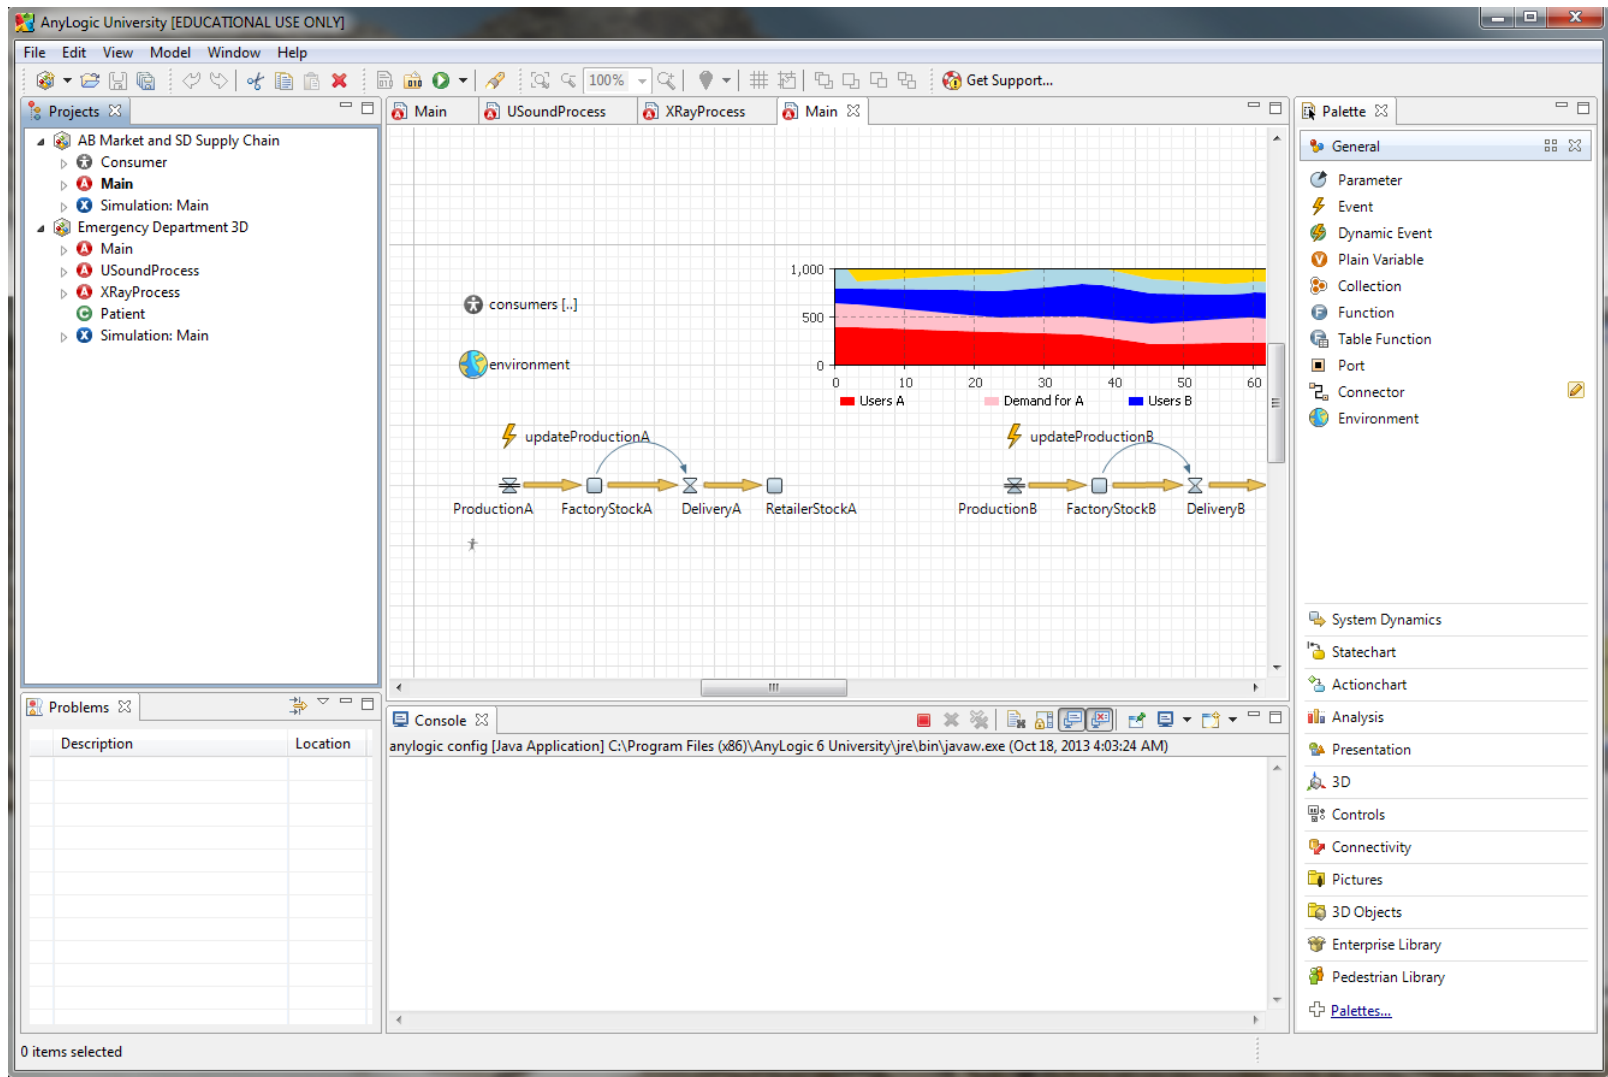 AnyLogic University [EDUCATIONAL USE ONLY]
File Edit View Model Window Help
100% Get Support...
Projects
AB Market and SD Supply Chain
Consumer
Main
Simulation: Main
Emergency Department 3D
Main
USoundProcess
XRayProcess
Patient
Simulation: Main
Main USoundProcess XRayProcess Main
1,000
500
0
0 10 20 30 40 50 60
Users A Demand for A Users B
consumers [..]
environment
updateProductionA updateProductionB
ProductionA FactoryStockA DeliveryA RetailerStockA ProductionB FactoryStockB DeliveryB
Problems
Description Location
Console
anylogic config [Java Application] C:\Program Files (x86)\AnyLogic 6 University\jre\bin\javaw.exe (Oct 18, 2013 4:03:24 AM)
Palette
General
Parameter
Event
Dynamic Event
Plain Variable
Collection
Function
Table Function
Port
Connector
Environment
System Dynamics
Statechart
Actionchart
Analysis
Presentation
3D
Controls
Connectivity
Pictures
3D Objects
Enterprise Library
Pedestrian Library
Palettes...
0 items selected